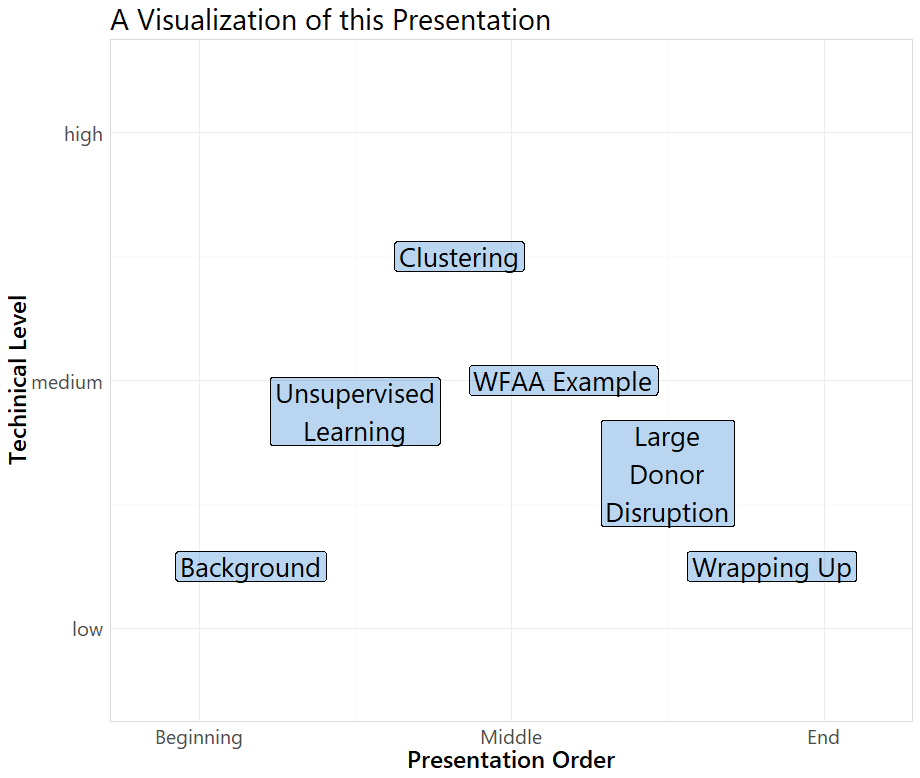 A Visualization of this Presentation
Techinical Level
high
medium
low
Clustering
WFAA Example
Unsupervised
Learning
Large
Donor
Disruption
Background
Wrapping Up
Beginning
Middle
End
Presentation Order